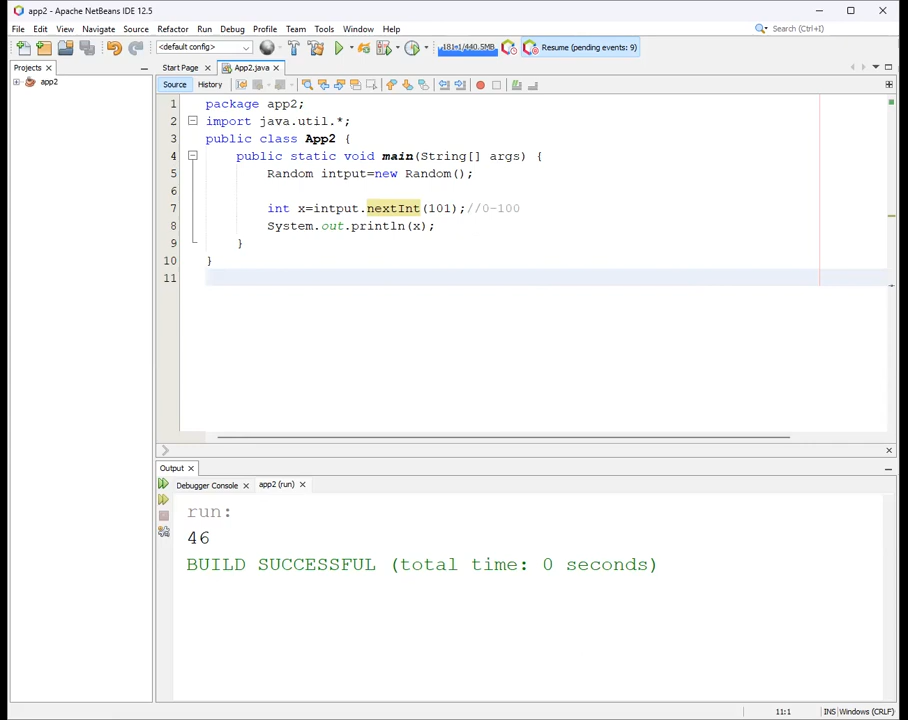 app2 - Apache NetBeans IDE 12.5
File Edit View Navigate Source Refactor Run Debug Profile Team Tools Window Help
Search (Ctrl+I)
<default config>
181=1/440.5MB
Resume (pending events: 9)
Projects
Start Page
App2.java
app2
Source History
1 package app2;
2 import java.util.*;
3 public class App2 {
4 public static void main(String[] args) {
5 Random intput=new Random();
6
7 int x=intput.nextInt(101);//0-100
8 System.out.println(x);
9 }
10 }
11
Output
Debugger Console
app2 (run)
run:
46
BUILD SUCCESSFUL (total time: 0 seconds)
11:1 INS Windows (CRLF)